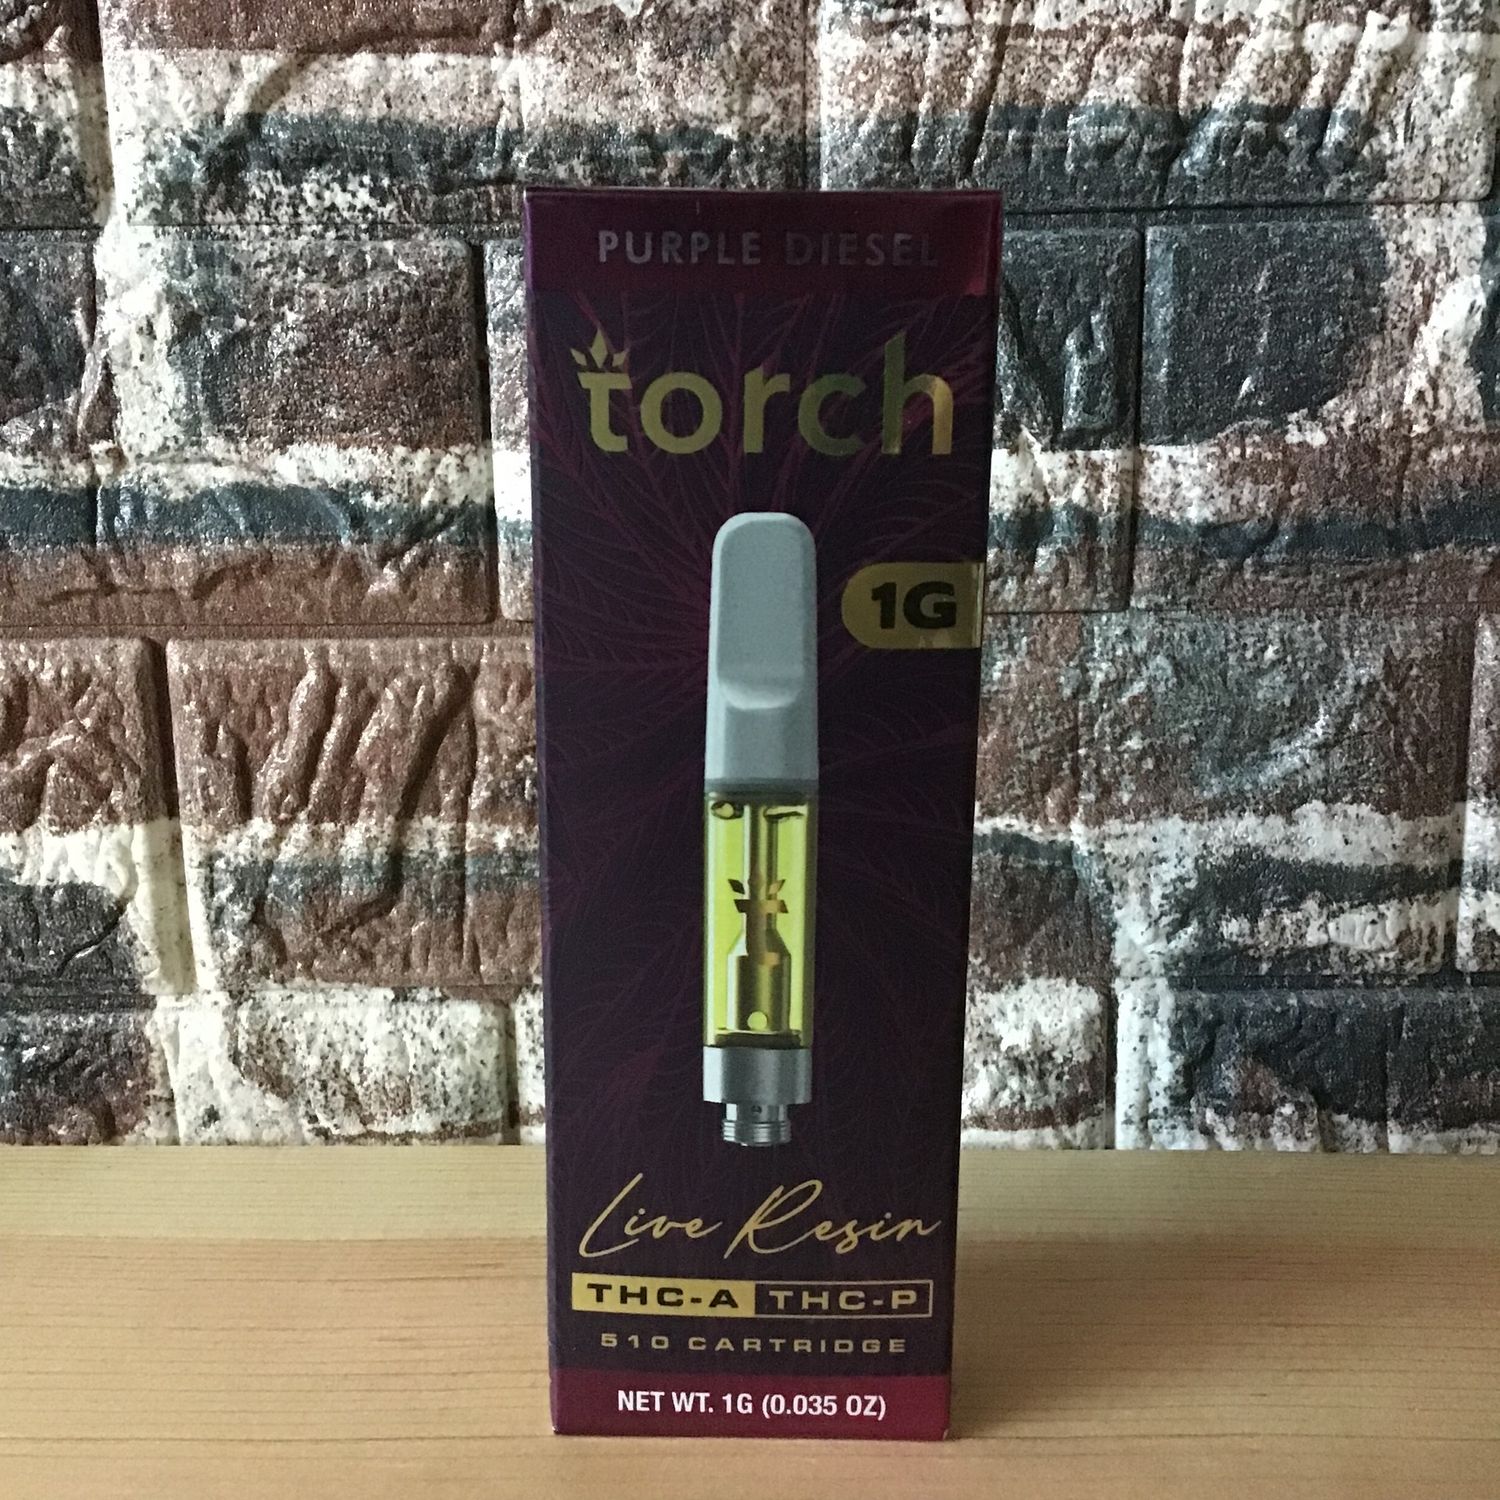 PURPLE DIESEL
torch
1G
Live Resin
THC-A THC-P
510 CARTRIDGE
NET WT. 1G (0.035 OZ)